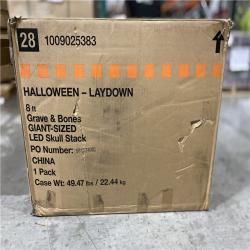 28 1009025383
HALLOWEEN - LAYDOWN
8 ft
Grave & Bones
GIANT-SIZED
LED Skull Stack
PO Number:
CHINA
1 Pack
Case Wt: 49.47 lbs / 22.44 kg